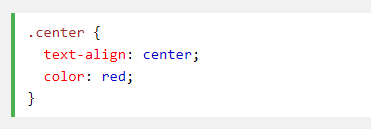 .center {
  text-align: center;
  color: red;
}